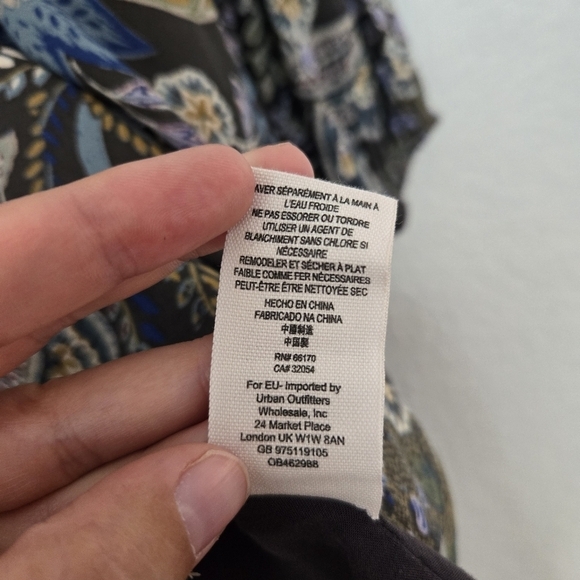 AVER SÉPARÉMENT À LA MAIN À
L'EAU FROIDE
NE PAS ESSORER OU TORDRE
UTILISER UN AGENT DE
BLANCHIMENT SANS CHLORE SI
NÉCESSAIRE
REMODELER ET SÉCHER À PLAT
FAIBLE COMME FER NÉCESSAIRES
PEUT-ÊTRE ÊTRE NETTOYÉE SEC
HECHO EN CHINA
FABRICADO NA CHINA
中國制造
中国製
RN# 66170
CA# 32054
For EU- Imported by
Urban Outfitters
Wholesale, Inc
24 Market Place
London UK W1W 8AN
GB 975119105
OB462988